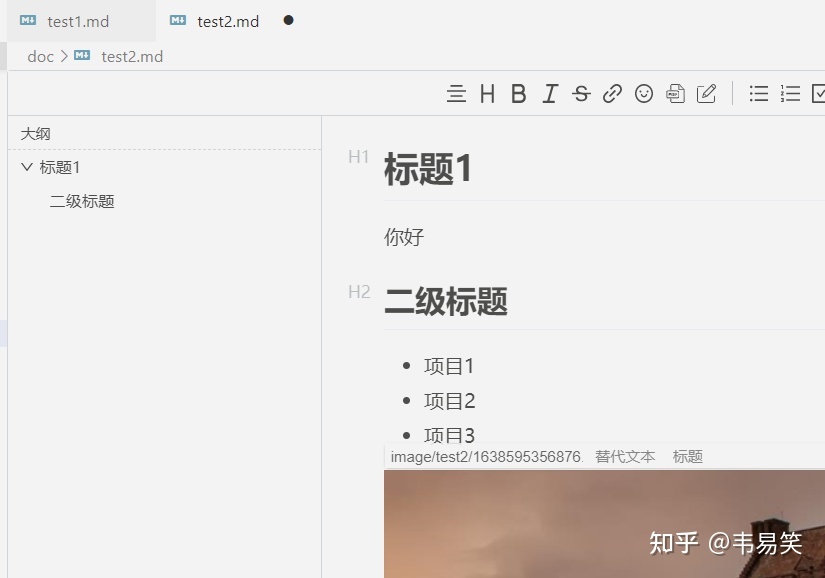 test1.md test2.md
doc > test2.md
H B I S
大纲
标题1
二级标题
H1 标题1
你好
H2 二级标题
项目1
项目2
项目3
image/test2/1638595356876. 替代文本 标题
知乎 @韦易笑